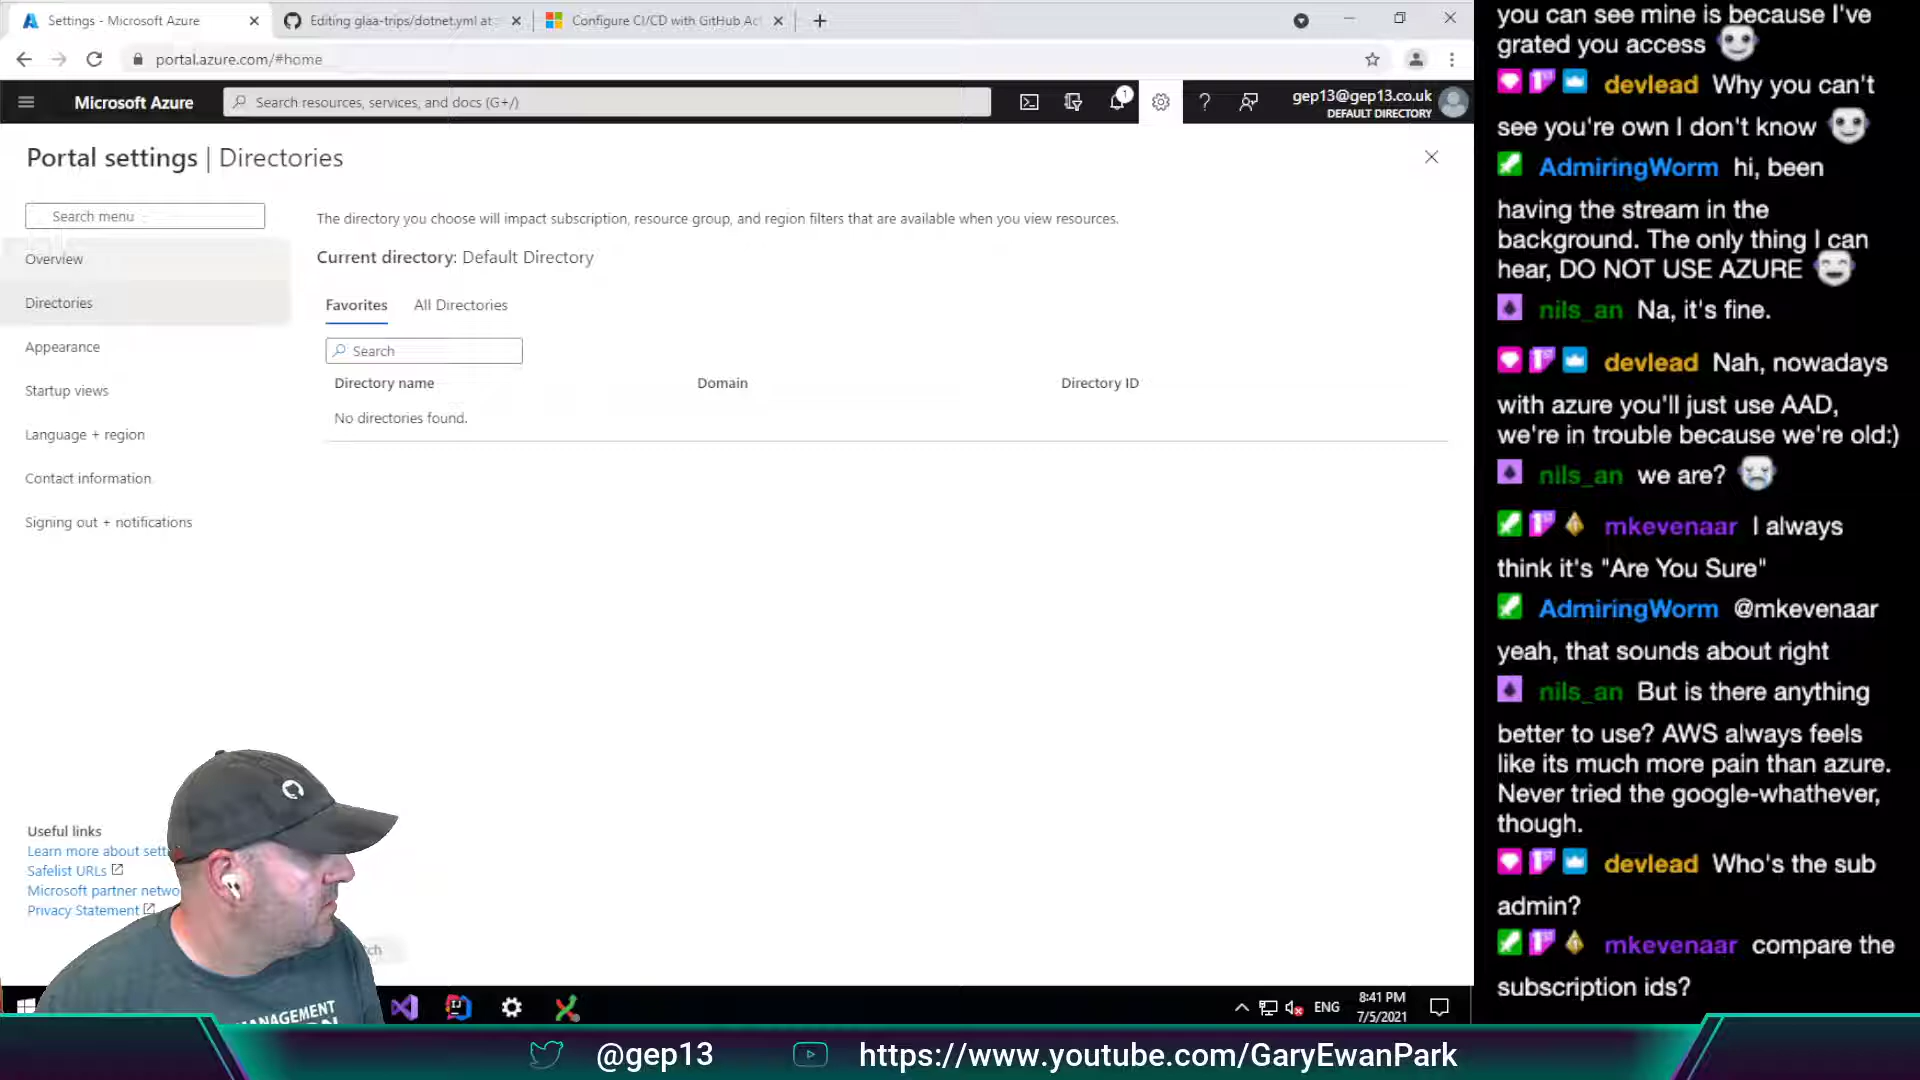 Settings - Microsoft Azure
Editing glaa-trips/dotnet.yml at
Configure CI/CD with GitHub Ac
portal.azure.com/#home
Microsoft Azure
Search resources, services, and docs (G+/)
1
gep13@gep13.co.uk
DEFAULT DIRECTORY
Portal settings | Directories
Search menu
Overview
Directories
Appearance
Startup views
Language + region
Contact information
Signing out + notifications
The directory you choose will impact subscription, resource group, and region filters that are available when you view resources.
Current directory: Default Directory
Favorites
All Directories
Search
Directory name
Domain
Directory ID
No directories found.
Useful links
Learn more about sett
Safelist URLs
Microsoft partner netwo
Privacy Statement
ANAGEMENT
ENG
8:41 PM
7/5/2021
@gep13
https://www.youtube.com/GaryEwanPark
you can see mine is because I've
grated you access
devlead Why you can't
see you're own I don't know
AdmiringWorm hi, been
having the stream in the
background. The only thing I can
hear, DO NOT USE AZURE
nils_an Na, it's fine.
devlead Nah, nowadays
with azure you'll just use AAD,
we're in trouble because we're old:)
nils_an we are?
mkevenaar I always
think it's "Are You Sure"
AdmiringWorm @mkevenaar
yeah, that sounds about right
nils_an But is there anything
better to use? AWS always feels
like its much more pain than azure.
Never tried the google-whathever,
though.
devlead Who's the sub
admin?
mkevenaar compare the
subscription ids?